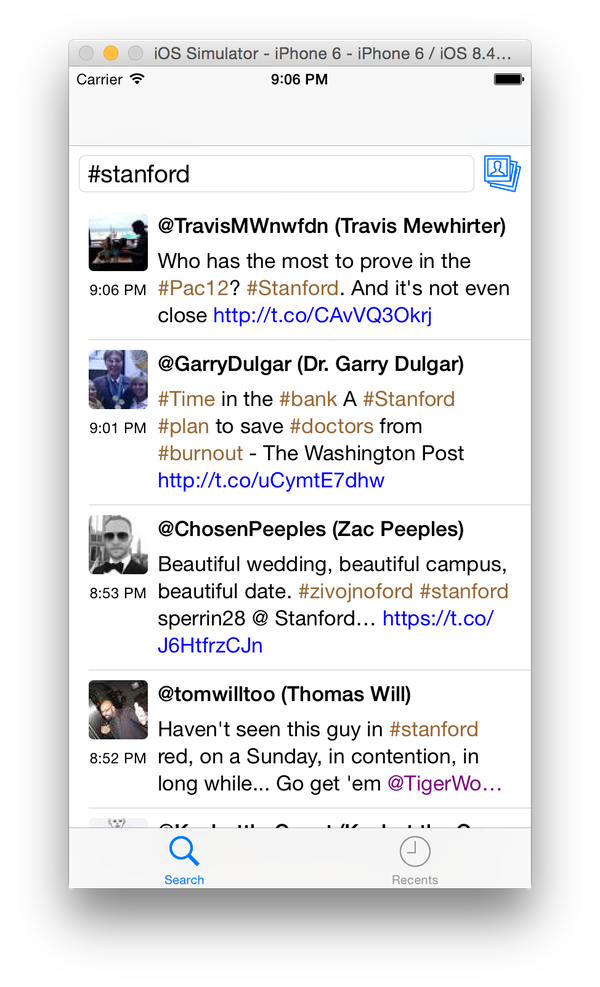 iOS Simulator - iPhone 6 - iPhone 6 / iOS 8.4…
Carrier 9:06 PM
#stanford
@TravisMWnwfdn (Travis Mewhirter)
Who has the most to prove in the
9:06 PM #Pac12? #Stanford. And it's not even
close http://t.co/CAvVQ3Okrj
@GarryDulgar (Dr. Garry Dulgar)
#Time in the #bank A #Stanford
9:01 PM #plan to save #doctors from
#burnout - The Washington Post
http://t.co/uCymtE7dhw
@ChosenPeeples (Zac Peeples)
Beautiful wedding, beautiful campus,
8:53 PM beautiful date. #zivojnoford #stanford
sperrin28 @ Stanford… https://t.co/
J6HtfrzCJn
@tomwilltoo (Thomas Will)
Haven't seen this guy in #stanford
8:52 PM red, on a Sunday, in contention, in
long while... Go get 'em @TigerWo…
Search Recents